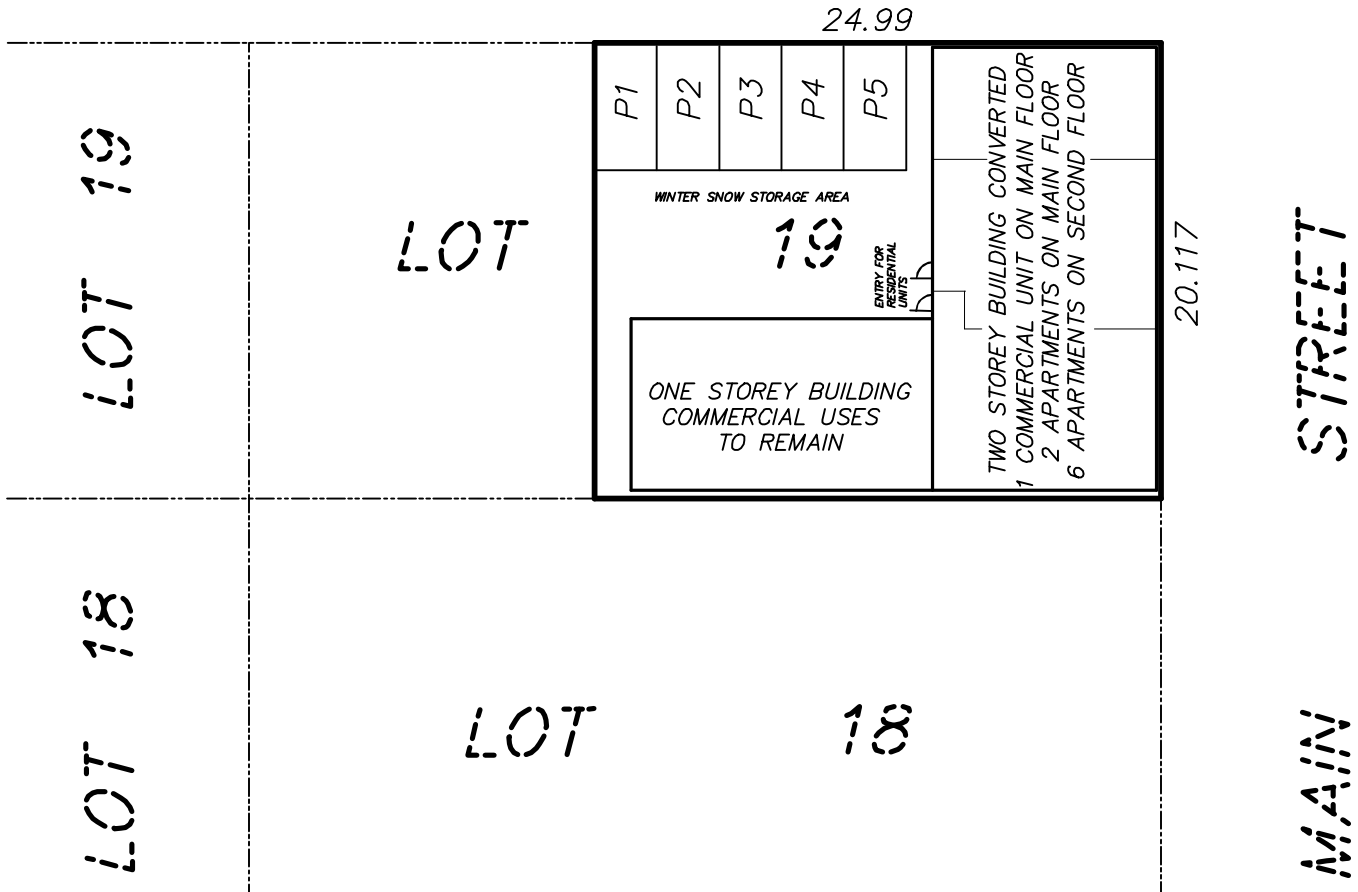 24.99
P1
P2
P3
P4
P5
WINTER SNOW STORAGE AREA
LOT 19
LOT 19
ENTRY FOR
RESIDENTIAL
UNITS
TWO STOREY BUILDING CONVERTED
1 COMMERCIAL UNIT ON MAIN FLOOR
2 APARTMENTS ON MAIN FLOOR
6 APARTMENTS ON SECOND FLOOR
20.117
ONE STOREY BUILDING
COMMERCIAL USES
TO REMAIN
LOT 18
LOT 18
MAIN STREET